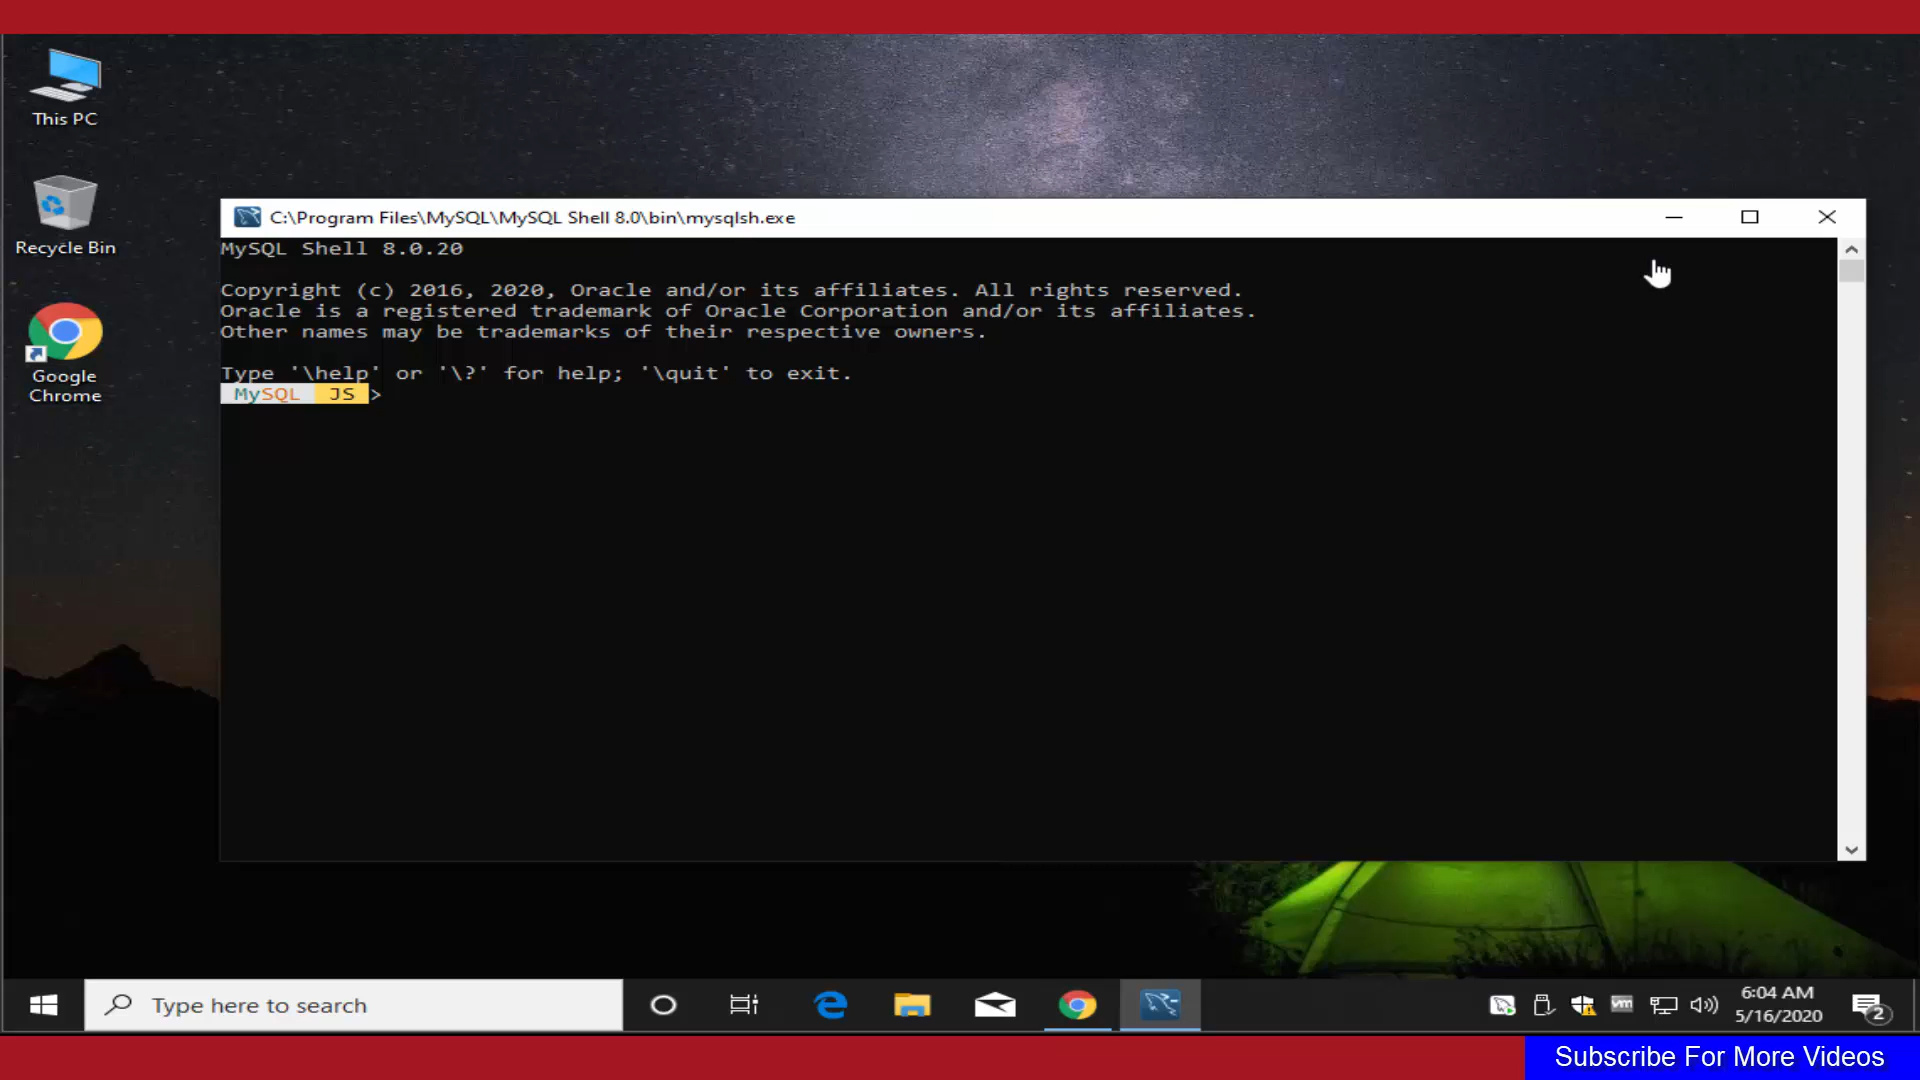 This PC
Recycle Bin
Google
Chrome
C:\Program Files\MySQL\MySQL Shell 8.0\bin\mysqlsh.exe
MySQL Shell 8.0.20
Copyright (c) 2016, 2020, Oracle and/or its affiliates. All rights reserved.
Oracle is a registered trademark of Oracle Corporation and/or its affiliates.
Other names may be trademarks of their respective owners.
Type '\help' or '\?' for help; '\quit' to exit.
MySQL JS >
Type here to search
vm
6:04 AM
5/16/2020
2
Subscribe For More Videos